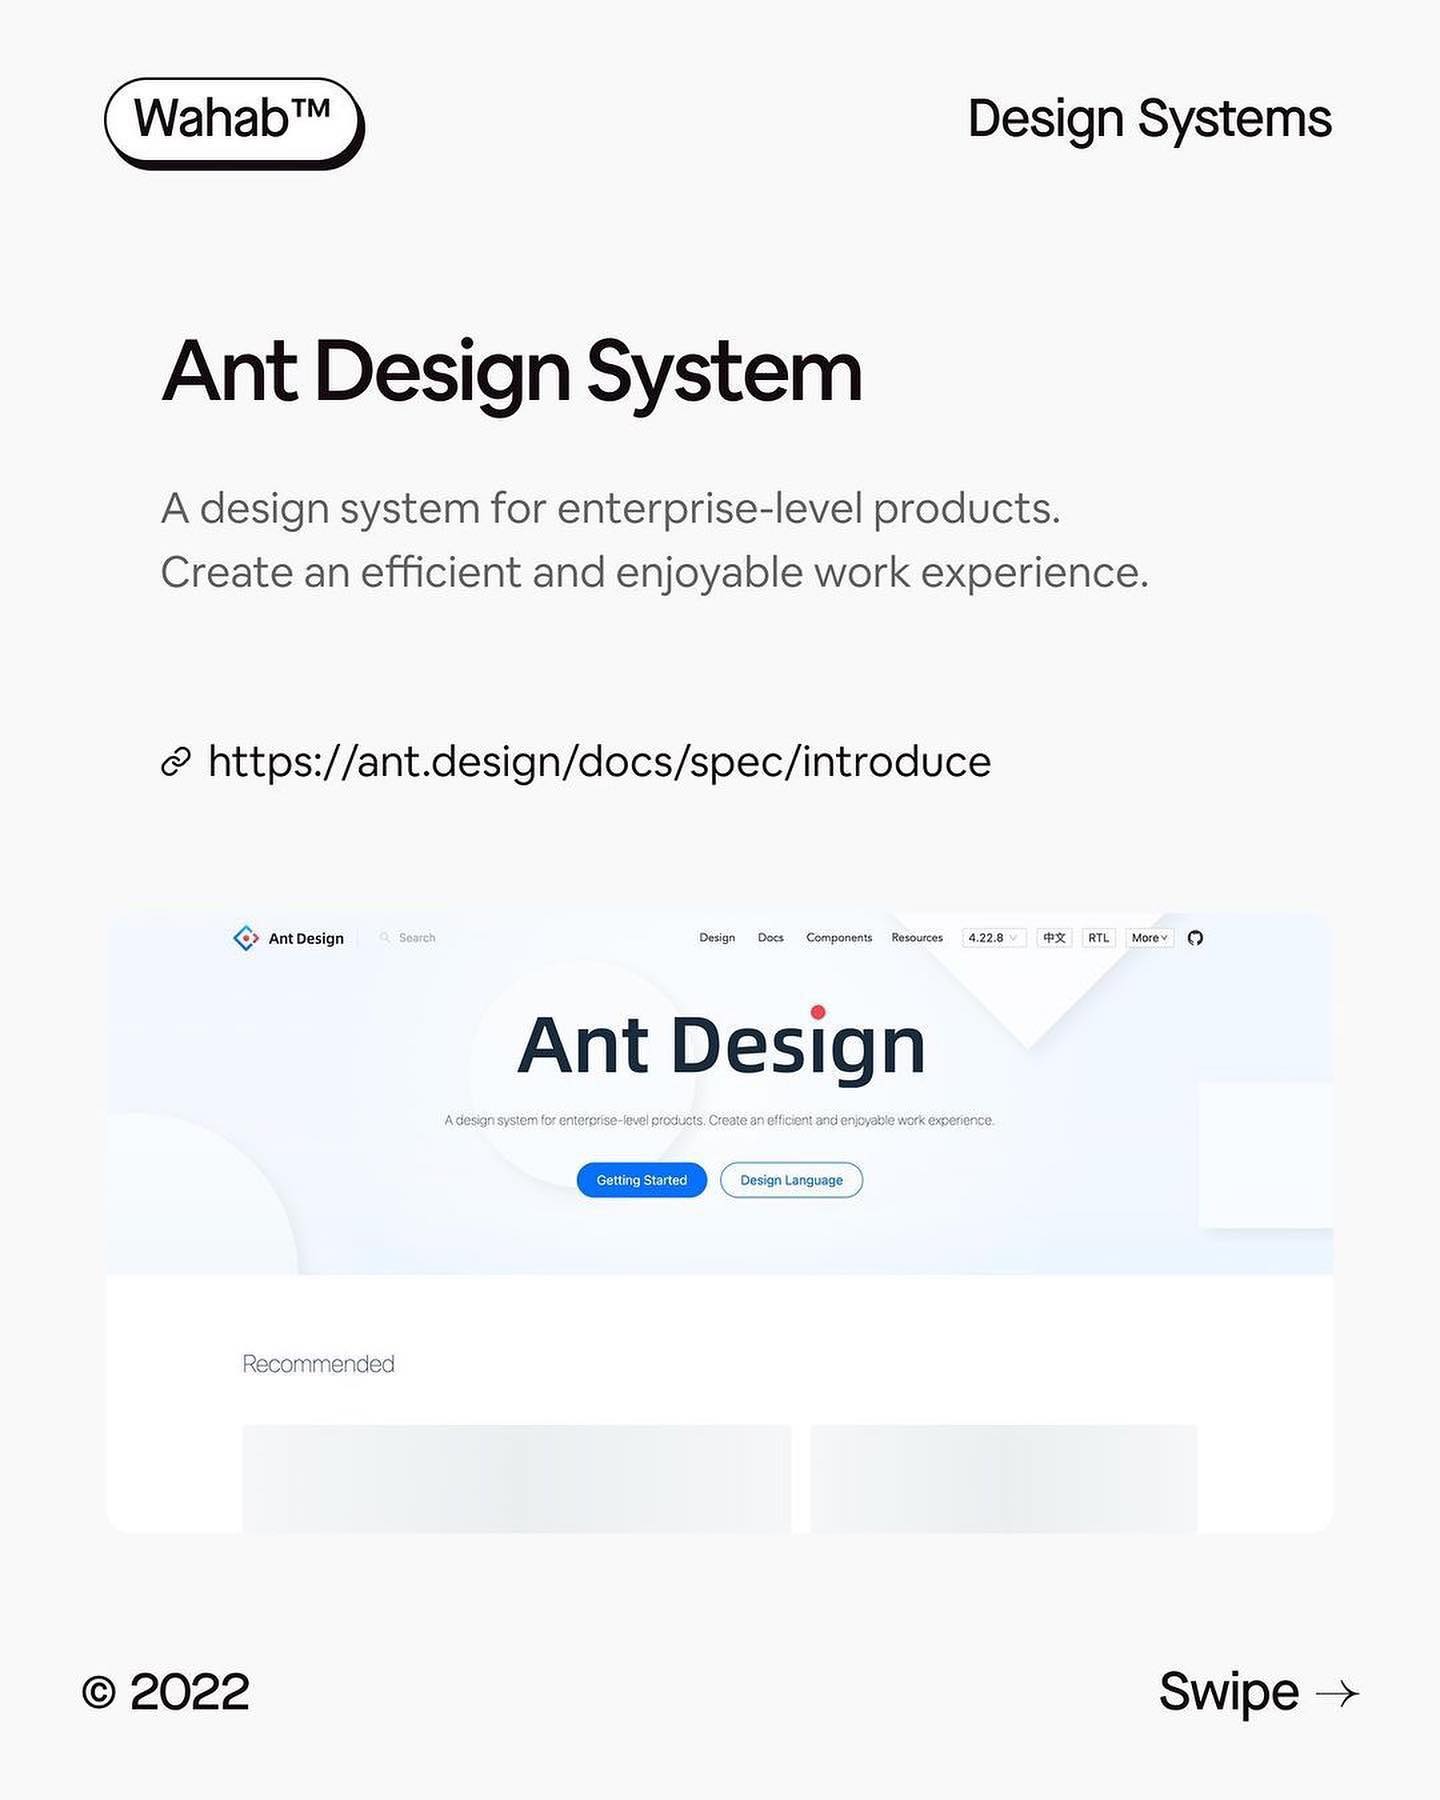 Wahab™
Design Systems
Ant Design System
A design system for enterprise-level products.
Create an efficient and enjoyable work experience.
https://ant.design/docs/spec/introduce
Ant Design
Search
Design Docs Components Resources 4.22.8 中文 RTL More
Ant Design
A design system for enterprise-level products. Create an efficient and enjoyable work experience.
Getting Started
Design Language
Recommended
© 2022
Swipe →